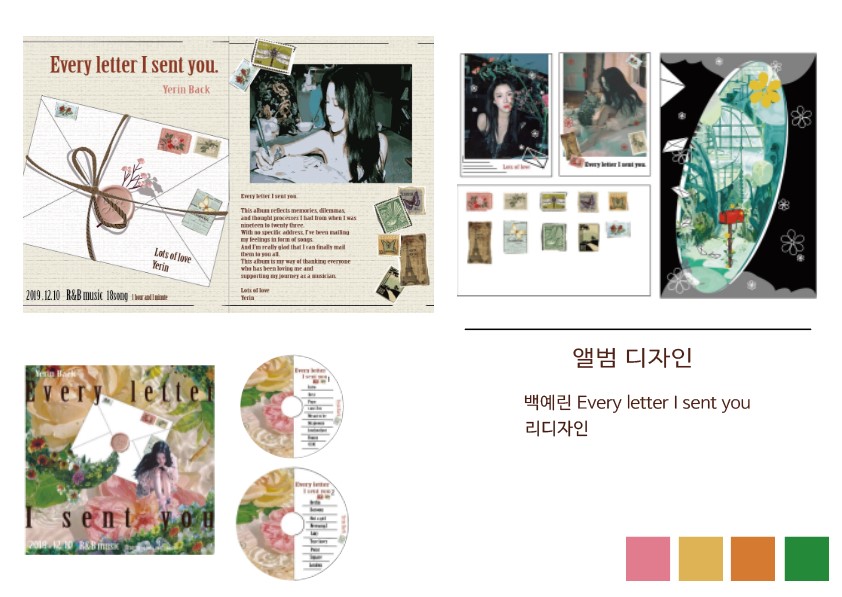 Every letter I sent you.
Yerin Back
Lots of love
Yerin
2019.12.10 R&B music 18song 1 hour and 1 minute
Every letter I sent you.
This album reflects memories, dilemmas,
and thought processes I had from when I was
nineteen to twenty three.
With no specific address, I've been mailing
my feelings in form of songs.
And I'm really glad that I can finally mail
them to you all.
This album is my way of thanking everyone
who has been loving me and
supporting my journey as a musician.
Lots of love
Yerin
Lots of love
Every letter I sent you.
앨범 디자인
백예린 Every letter I sent you
리디자인
Yerin Back
Every letter
I sent you
2019.12.10 R&B music
Every letter
I sent you
Every letter
I sent you